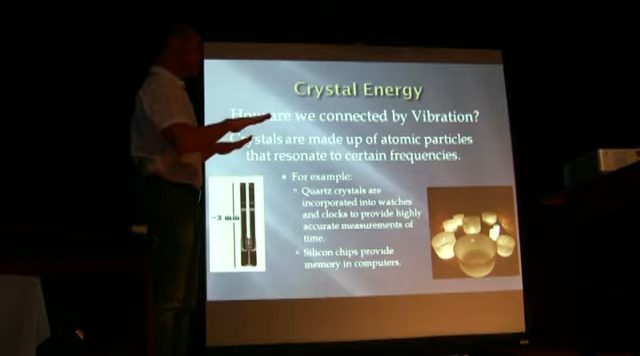 Crystal Energy
How are we connected by Vibration?
Crystals are made up of atomic particles
that resonate to certain frequencies.
• For example:
Quartz crystals are
incorporated into watches
and clocks to provide highly
accurate measurements of
time.
Silicon chips provide
memory in computers.
~3 mm